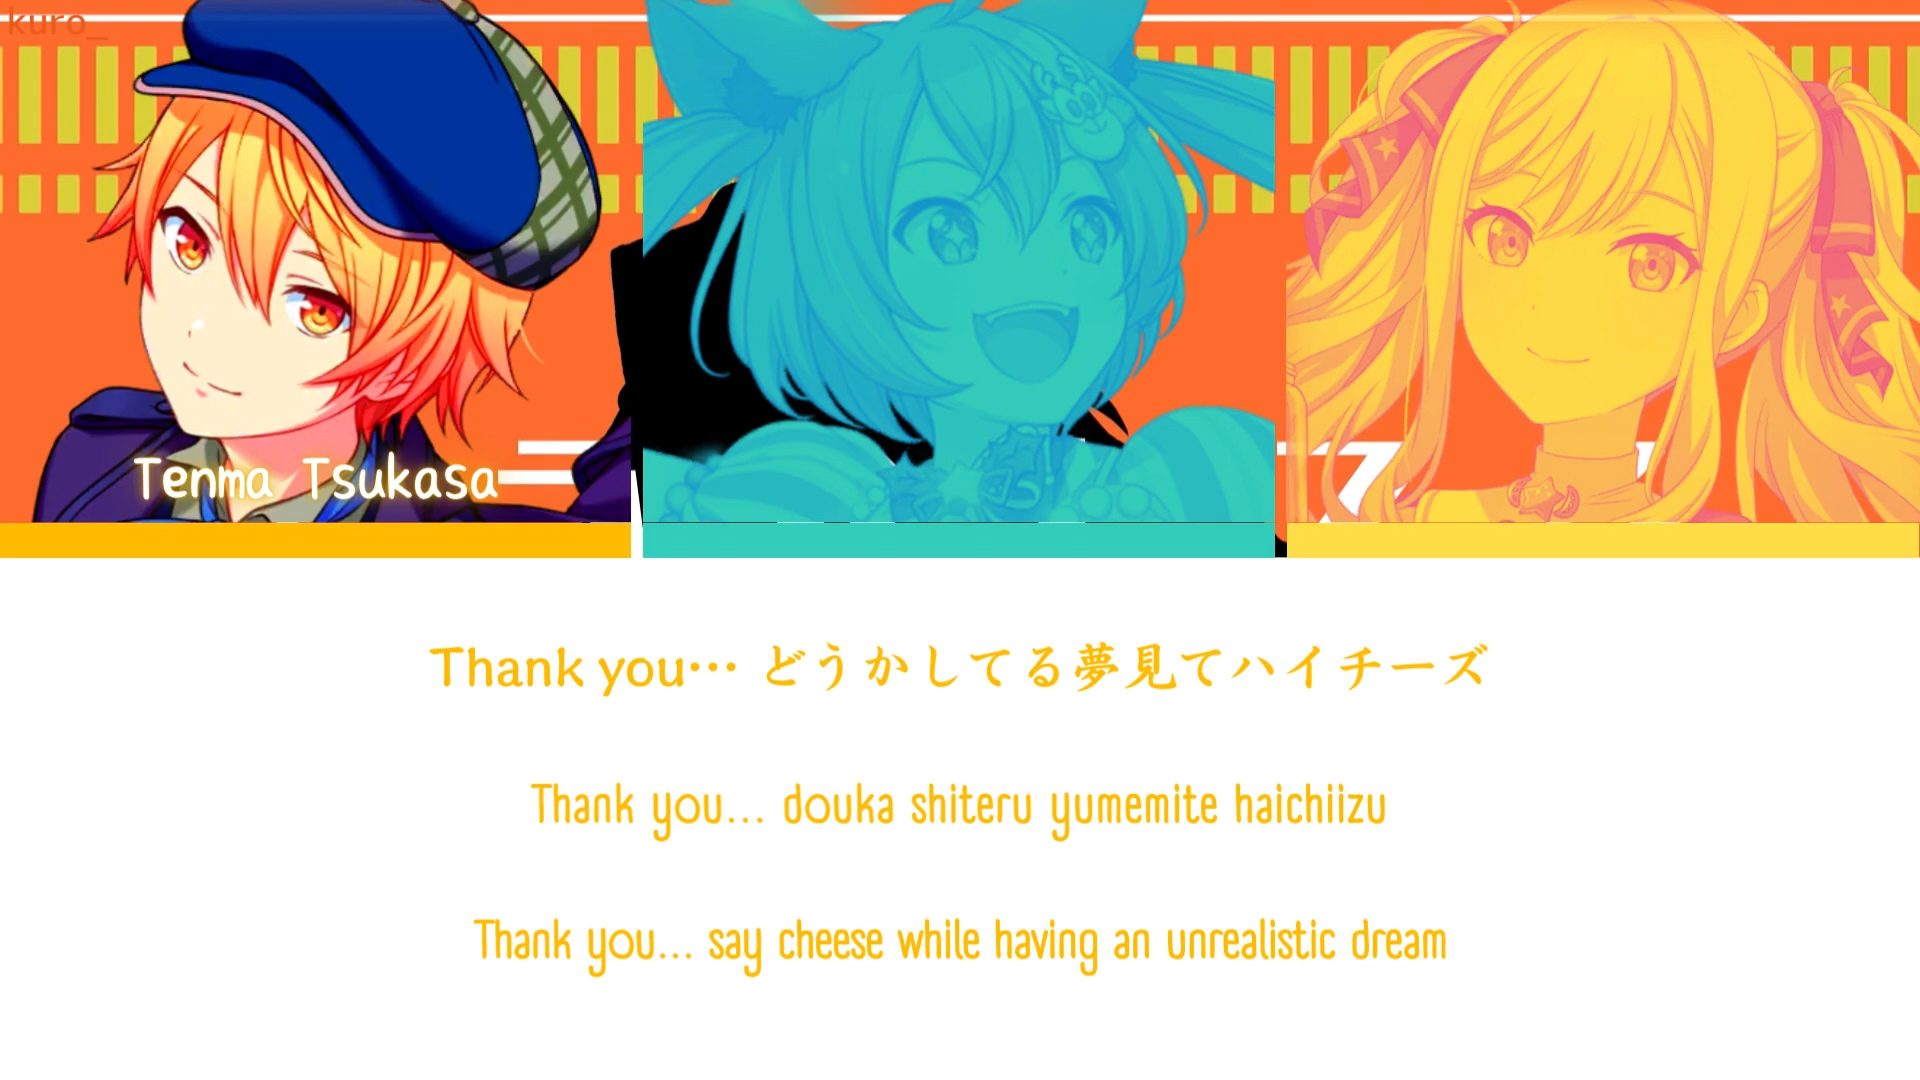 kuro_
Tenma Tsukasa
Thank you… どうかしてる夢見てハイチーズ
Thank you... douka shiteru yumemite haichiizu
Thank you... say cheese while having an unrealistic dream